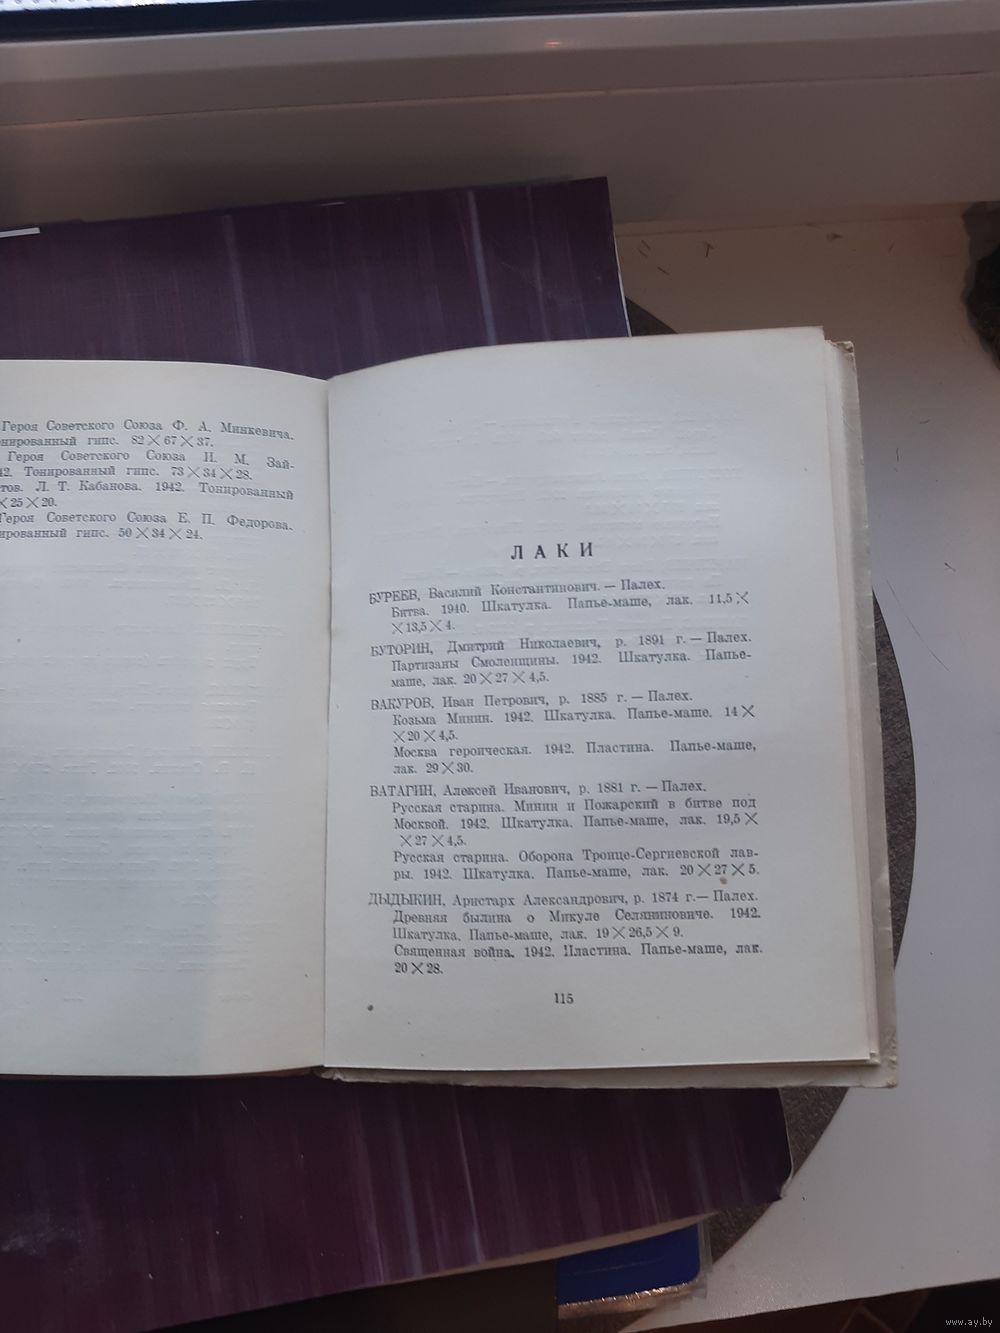 Героя Советского Союза Ф. А. Минкевича.
нированный гипс. 82×67×37.
Героя Советского Союза И. М. Зай-
42. Тонированный гипс. 73×34×28.
тов. Л. Т. Кабанова. 1942. Тонированный
×25×20.
Героя Советского Союза Е. П. Федорова.
ированный гипс. 50×34×24.
ЛАКИ
БУРЕЕВ, Василий Константинович. — Палех.
Битва. 1940. Шкатулка. Папье-маше, лак. 11,5×
×13,5×4.
БУТОРИН, Дмитрий Николаевич, р. 1891 г. — Палех.
Партизаны Смоленщины. 1942. Шкатулка. Папье-
маше, лак. 20×27×4,5.
ВАКУРОВ, Иван Петрович, р. 1885 г. — Палех.
Козьма Минин. 1942. Шкатулка. Папье-маше. 14×
×20×4,5.
Москва героическая. 1942. Пластина. Папье-маше,
лак. 29×30.
ВАТАГИН, Алексей Иванович, р. 1881 г. — Палех.
Русская старина. Минин и Пожарский в битве под
Москвой. 1942. Шкатулка. Папье-маше, лак. 19,5×
×27×4,5.
Русская старина. Оборона Троице-Сергиевской лав-
ры. 1942. Шкатулка. Папье-маше, лак. 20×27×5.
ДЫДЫКИН, Аристарх Александрович, р. 1874 г.— Палех.
Древняя былина о Микуле Селяниновиче. 1942.
Шкатулка. Папье-маше, лак. 19×26,5×9.
Священная война. 1942. Пластина. Папье-маше, лак.
20×28.
115
www.ay.by